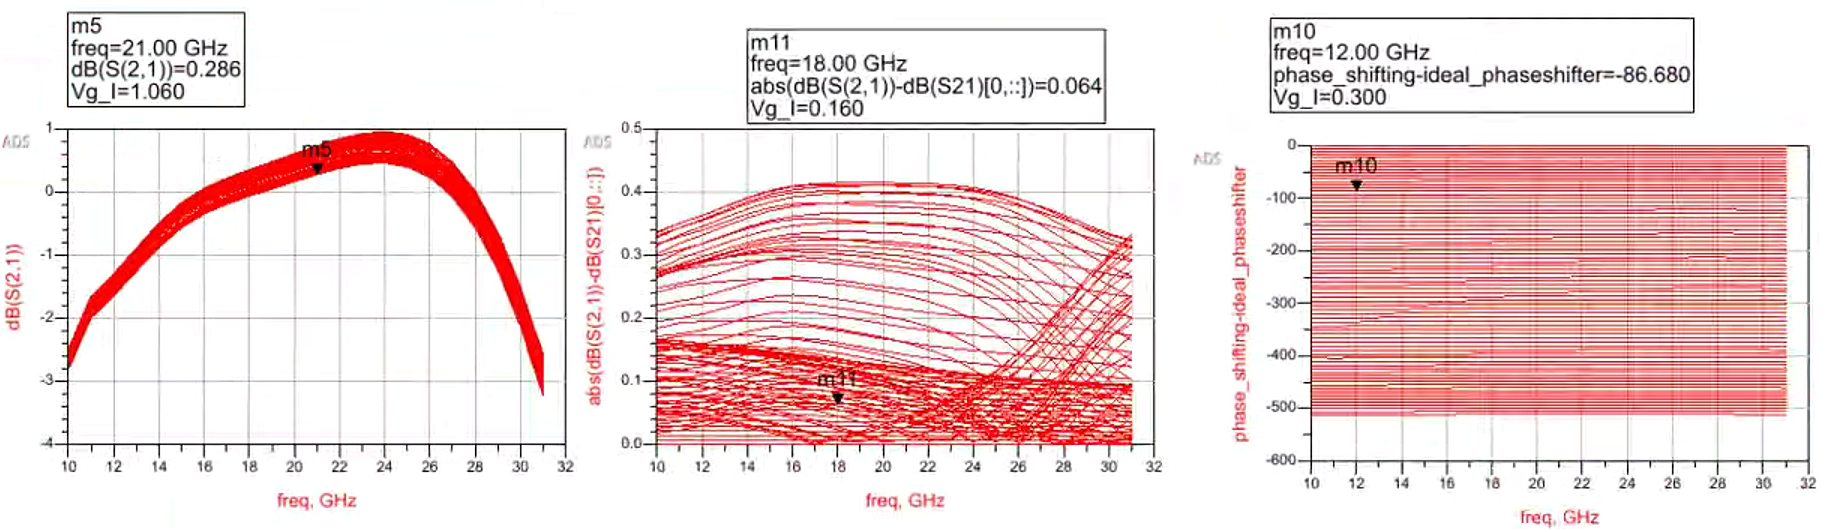 m5
freq=21.00 GHz
dB(S(2,1))=0.286
Vg_I=1.060
m11
freq=18.00 GHz
abs(dB(S(2,1))-dB(S21)[0,::])=0.064
Vg_I=0.160
m10
freq=12.00 GHz
phase_shifting-ideal_phaseshifter=-86.680
Vg_I=0.300
ADS
dB(S(2,1))
1
0
-1
-2
-3
-4
m5
10 12 14 16 18 20 22 24 26 28 30 32
freq, GHz
ADS
abs(dB(S(2,1))-dB(S21)[0,::])
0.5
0.4
0.3
0.2
0.1
0.0
m11
10 12 14 16 18 20 22 24 26 28 30 32
freq, GHz
ADS
phase_shifting-ideal_phaseshifter
0
-100
-200
-300
-400
-500
-600
m10
10 12 14 16 18 20 22 24 26 28 30 32
freq, GHz